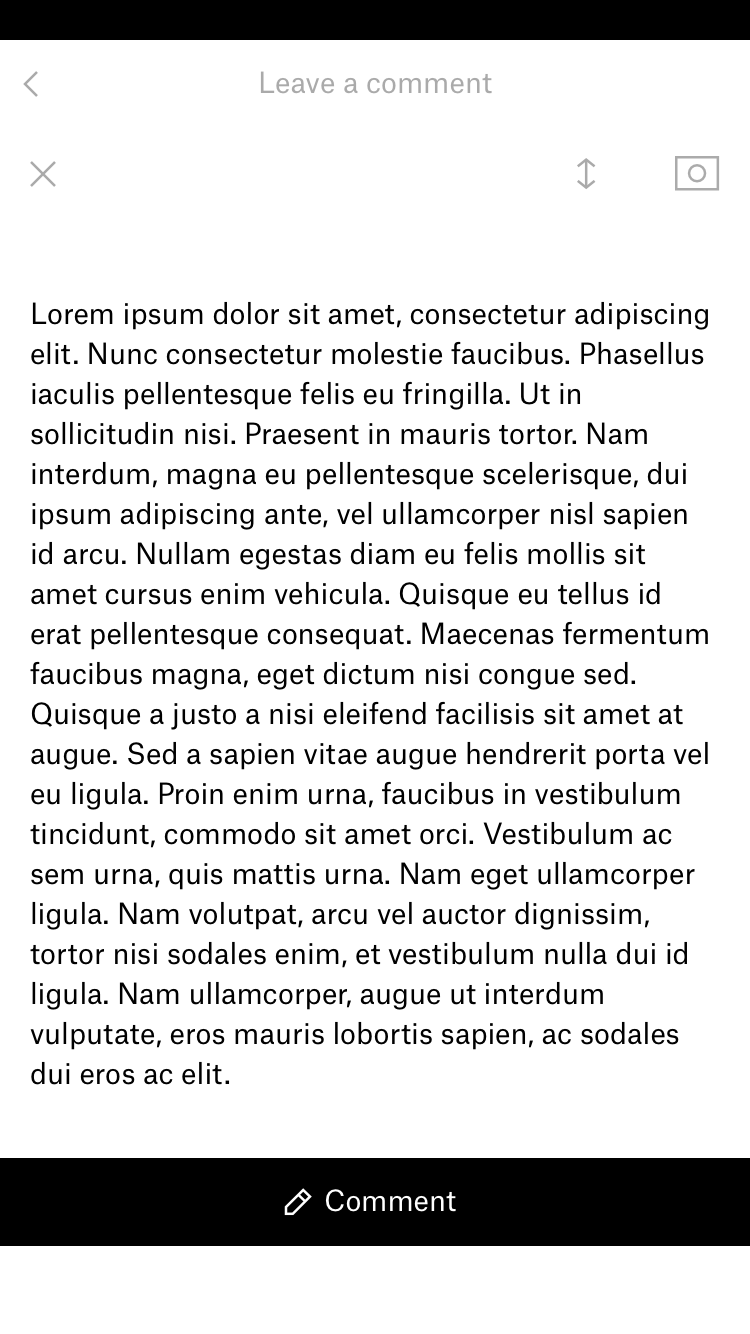 Leave a comment
Lorem ipsum dolor sit amet, consectetur adipiscing
elit. Nunc consectetur molestie faucibus. Phasellus
iaculis pellentesque felis eu fringilla. Ut in
sollicitudin nisi. Praesent in mauris tortor. Nam
interdum, magna eu pellentesque scelerisque, dui
ipsum adipiscing ante, vel ullamcorper nisl sapien
id arcu. Nullam egestas diam eu felis mollis sit
amet cursus enim vehicula. Quisque eu tellus id
erat pellentesque consequat. Maecenas fermentum
faucibus magna, eget dictum nisi congue sed.
Quisque a justo a nisi eleifend facilisis sit amet at
augue. Sed a sapien vitae augue hendrerit porta vel
eu ligula. Proin enim urna, faucibus in vestibulum
tincidunt, commodo sit amet orci. Vestibulum ac
sem urna, quis mattis urna. Nam eget ullamcorper
ligula. Nam volutpat, arcu vel auctor dignissim,
tortor nisi sodales enim, et vestibulum nulla dui id
ligula. Nam ullamcorper, augue ut interdum
vulputate, eros mauris lobortis sapien, ac sodales
dui eros ac elit.
Comment